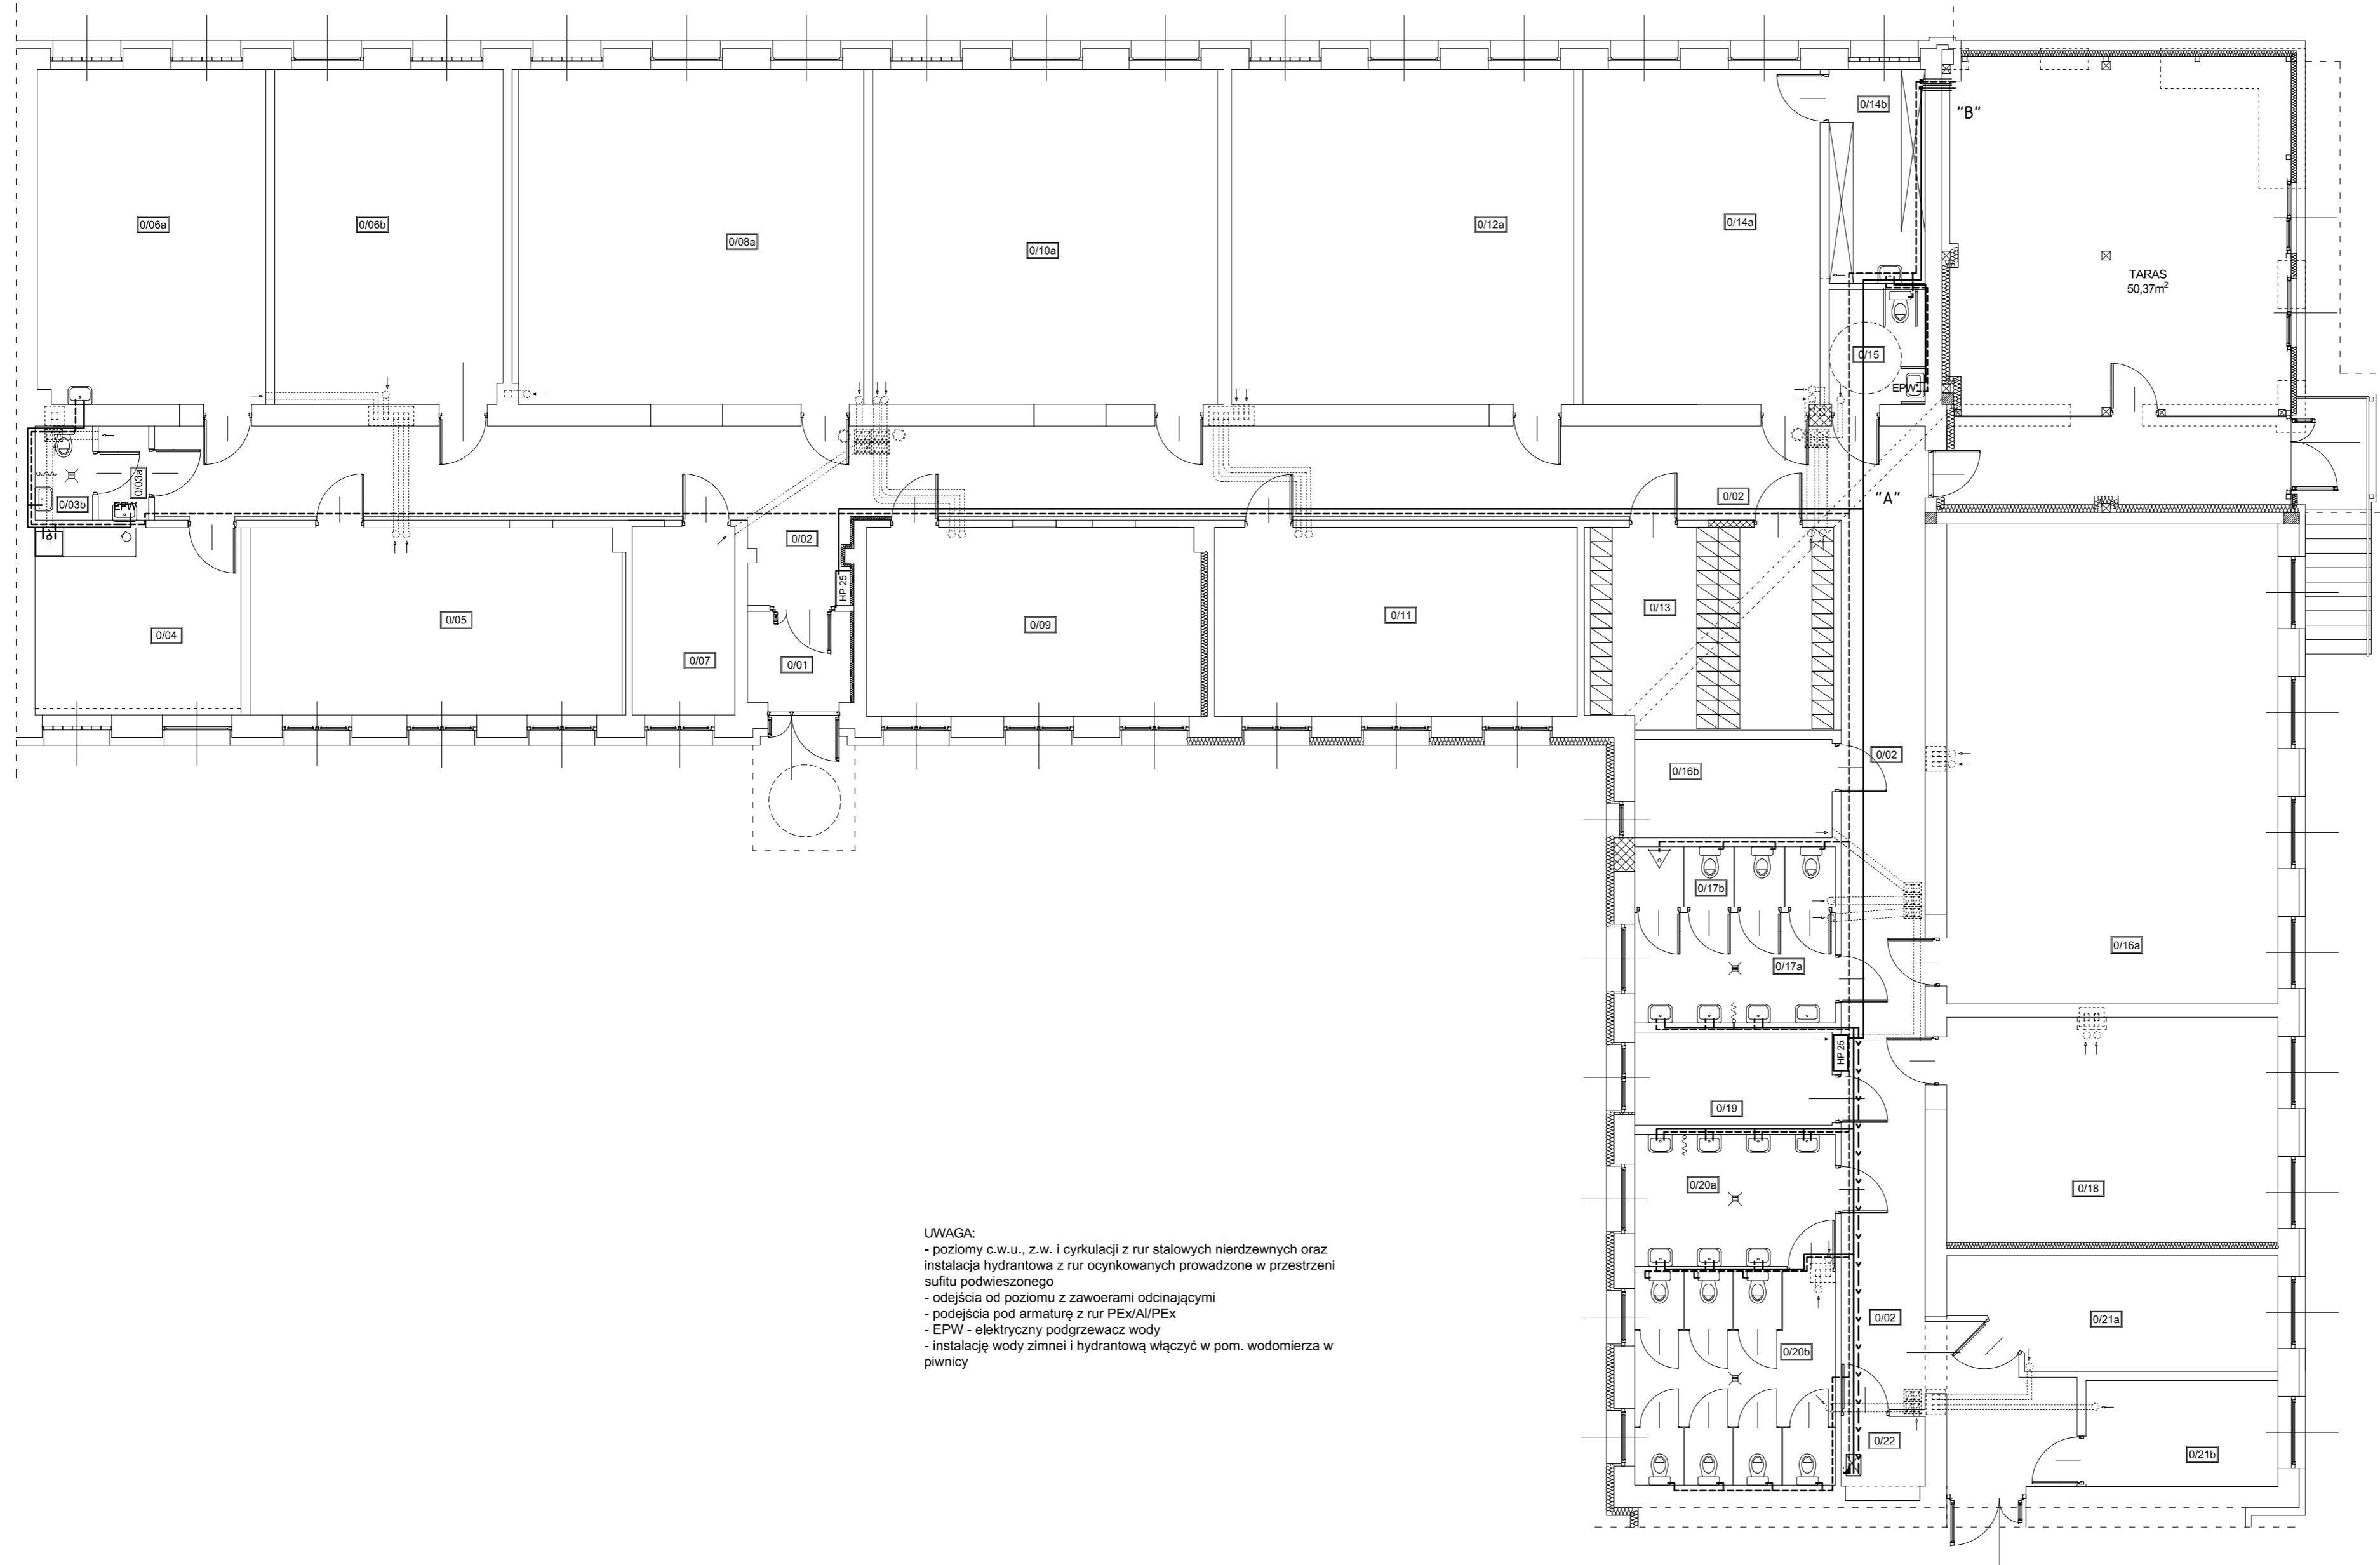 0/14b
"B"
0/06a
0/06b
0/08a
0/10a
0/12a
0/14a
TARAS
50,37m²
0/15
EPW
0/03a
0/03b
EPW
0/02
"A"
0/02
HP 25
0/04
0/05
0/07
0/01
0/09
0/11
0/13
0/16b
0/02
0/17b
0/17a
0/16a
HP 25
0/19
0/20a
0/18
UWAGA:
- poziomy c.w.u., z.w. i cyrkulacji z rur stalowych nierdzewnych oraz
instalacja hydrantowa z rur ocynkowanych prowadzone w przestrzeni
sufitu podwieszonego
- odejścia od poziomu z zawoerami odcinającymi
- podejścia pod armaturę z rur PEx/Al/PEx
- EPW - elektryczny podgrzewacz wody
- instalację wody zimnei i hydrantową włączyć w pom. wodomierza w
piwnicy
0/02
0/21a
0/20b
0/22
0/21b